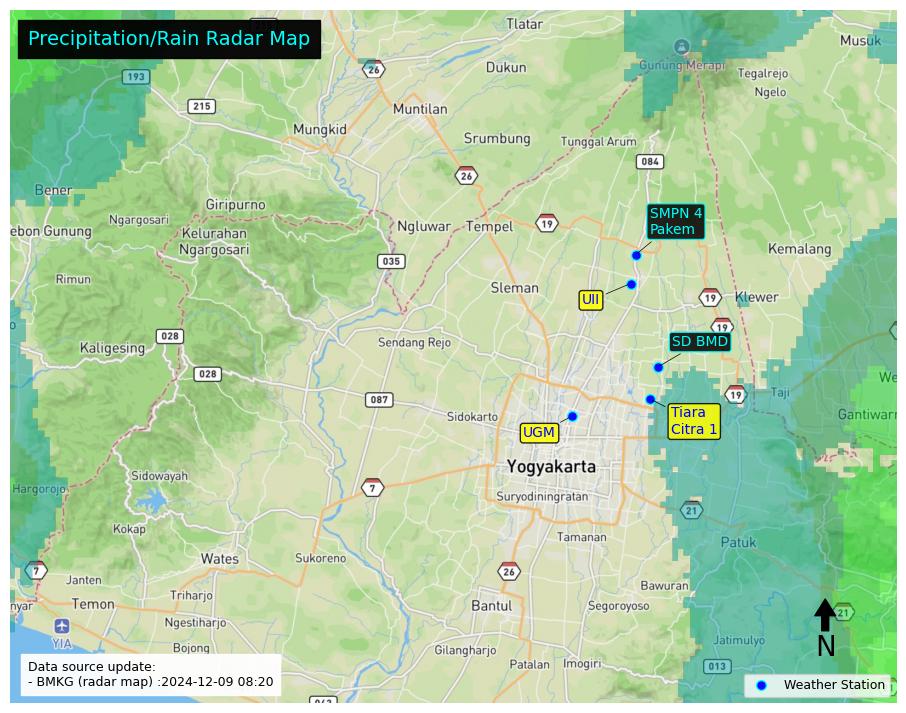 Precipitation/Rain Radar Map
Tlatar
Musuk
26
Dukun
Gunung Merapi
Tegalrejo
193
Ngelo
215
Muntilan
Mungkid
Srumbung
Tunggal Arum
084
26
Bener
Giripurno
SMPN 4
Pakem
Ngargosari
Kelurahan
Ngargosari
ebon Gunung
Ngluwar
Tempel
19
Kemalang
035
Rimun
Sleman
UII
19
Klewer
19
028
Sendang Rejo
SD BMD
Kaligesing
028
We
087
19
Taji
Sidokarto
Tiara
Citra 1
Gantiwarn
UGM
Yogyakarta
Sidowayah
7
Suryodiningratan
Hargorojo
21
Kokap
Tamanan
Patuk
Wates
Sukoreno
7
26
Janten
Bawuran
Triharjo
nyar
Temon
Bantul
Segoroyoso
21
Ngestiharjo
YIA
N
Bojong
Gilangharjo
Jatimulyo
Patalan
Imogiri
013
Data source update:
- BMKG (radar map) :2024-12-09 08:20
Weather Station